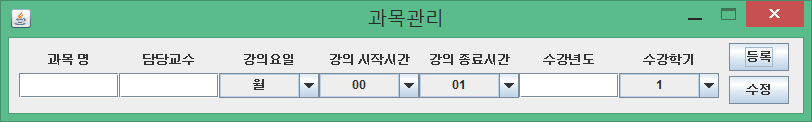 과목관리
과목 명 담당교수 강의요일 강의 시작시간 강의 종료시간 수강년도 수강학기 등록
월 00 01 1 수정